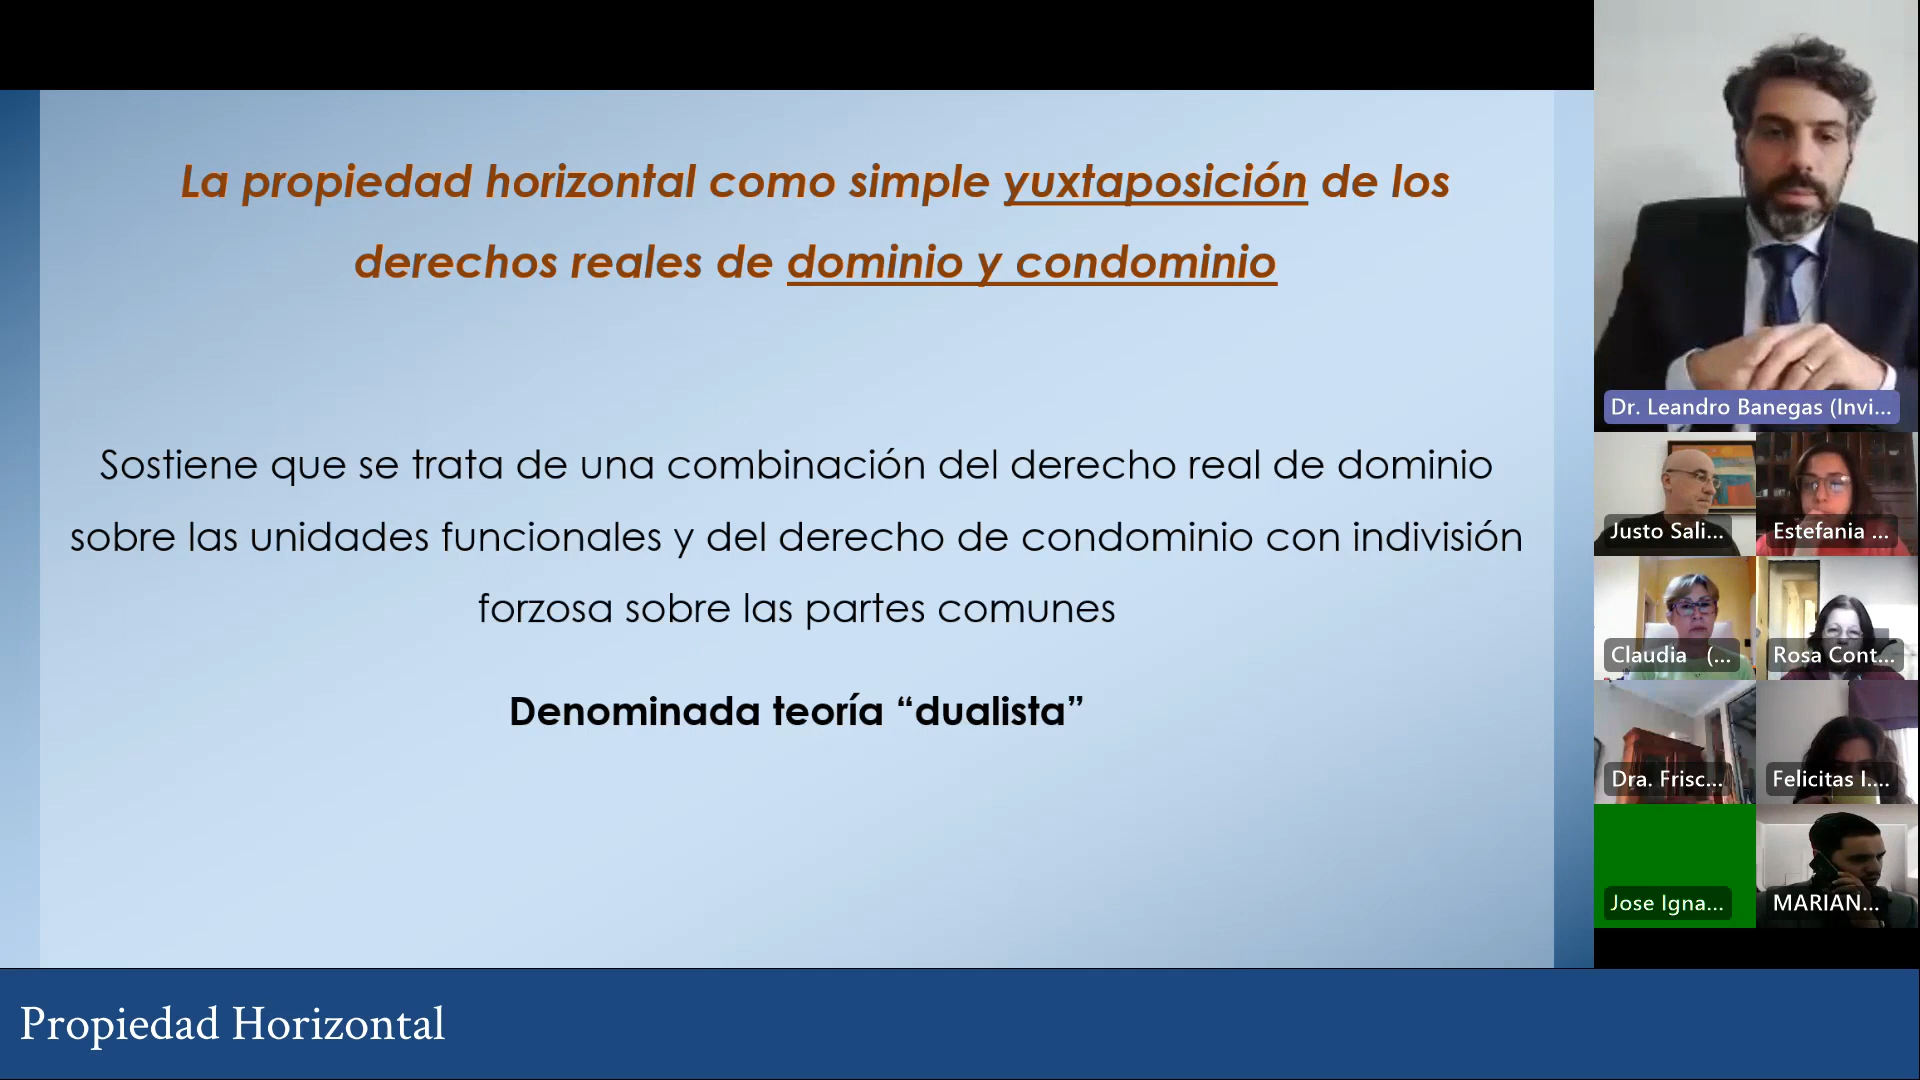 La propiedad horizontal como simple yuxtaposición de los
derechos reales de dominio y condominio
Sostiene que se trata de una combinación del derecho real de dominio
sobre las unidades funcionales y del derecho de condominio con indivisión
forzosa sobre las partes comunes
Denominada teoría “dualista”
Dr. Leandro Banegas (Invi...
Justo Sali...
Estefania ...
Claudia (...
Rosa Cont...
Dra. Frisc...
Felicitas I....
Jose Igna...
MARIAN...
Propiedad Horizontal